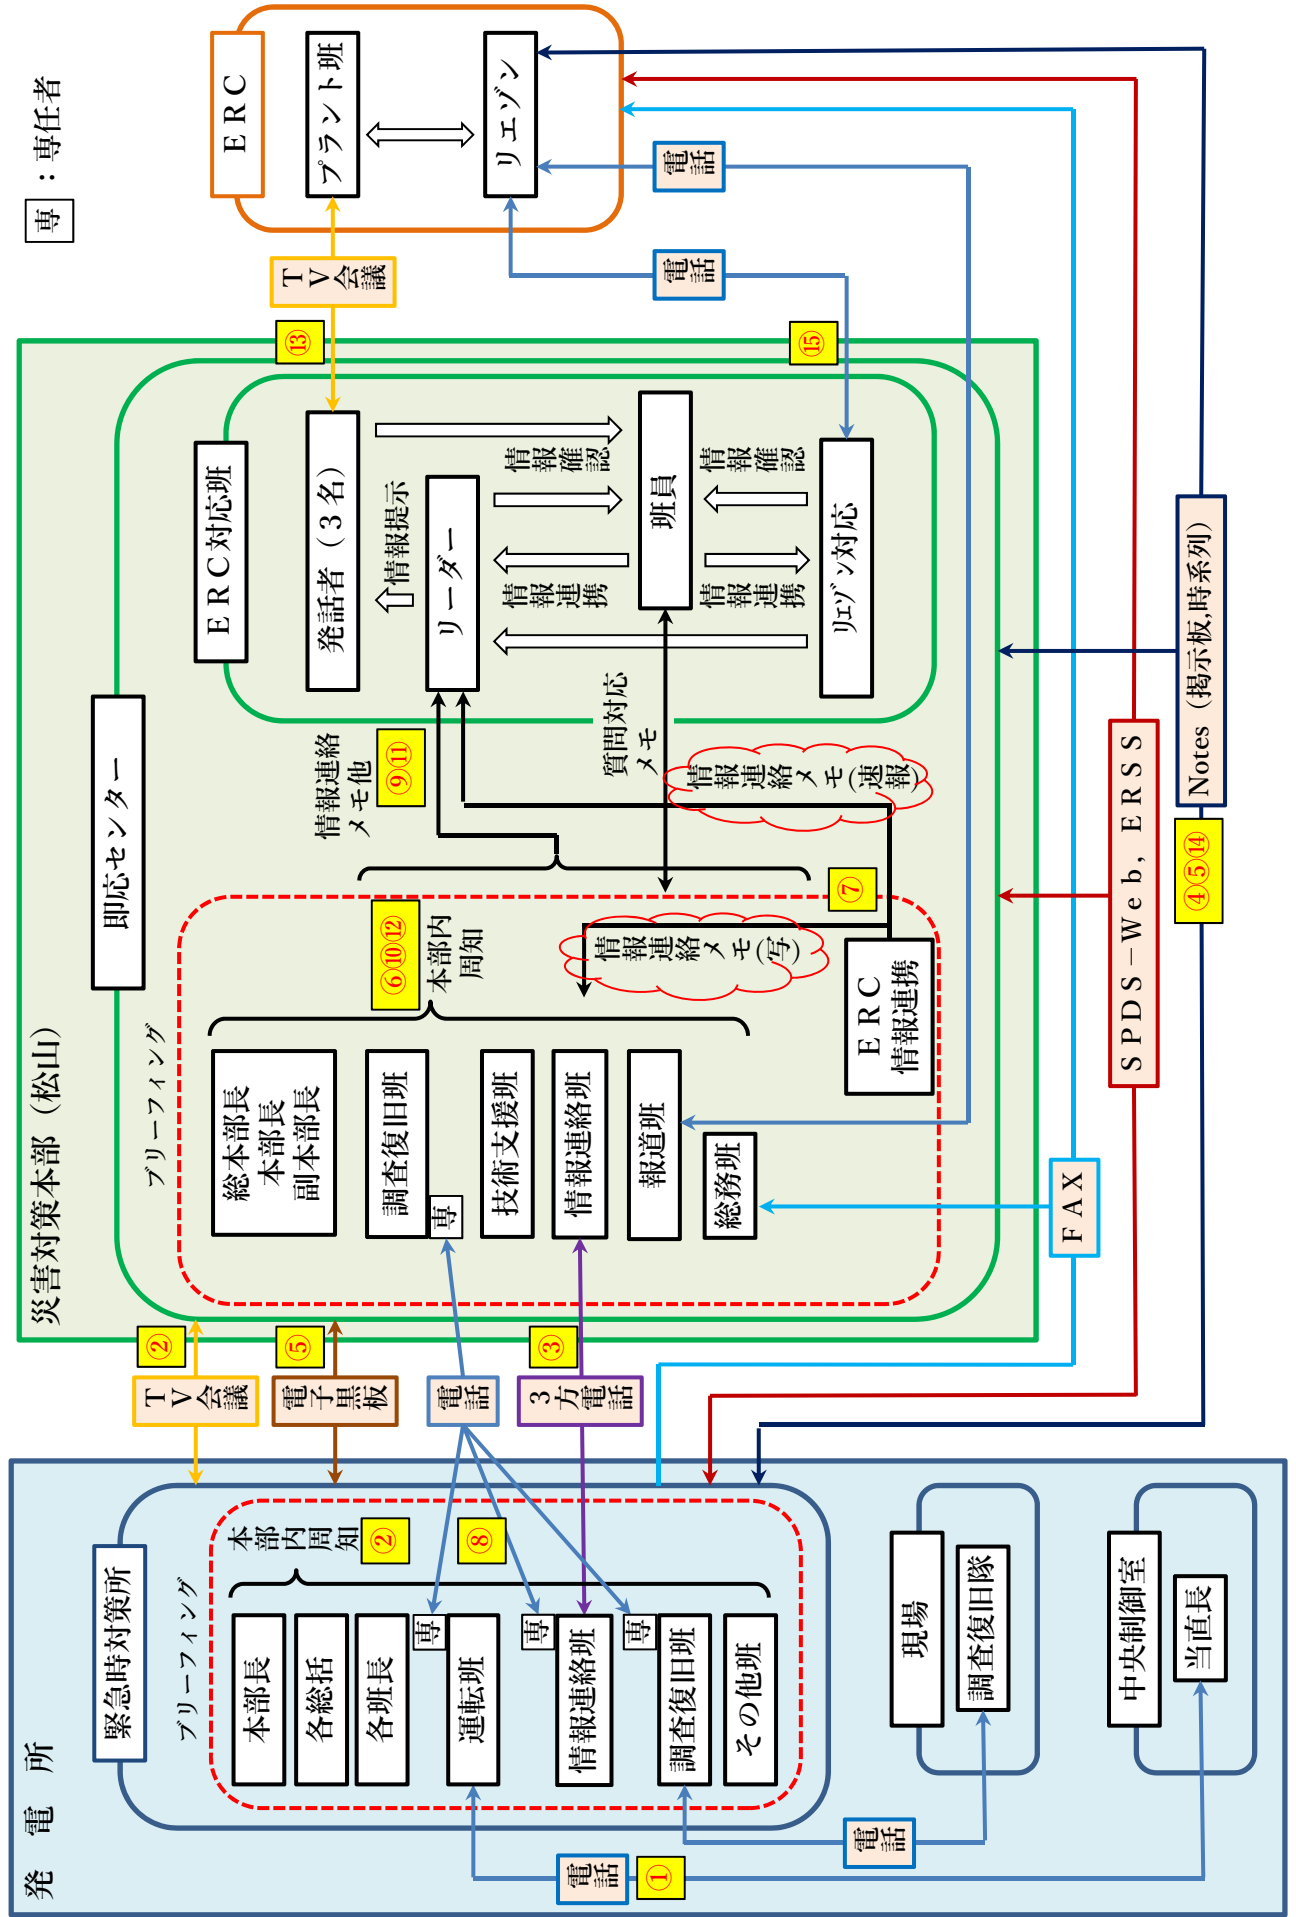 発電所
緊急時対策所
ブリーフィング
本部内周知
②
本部長
各総括
各班長
専
運転班
⑧
専
情報連絡班
専
調査復旧班
その他班
電話
①
電話
現場
調査復旧隊
中央制御室
当直長
TV会議
②
電子黒板
⑤
電話
3方電話
③
災害対策本部（松山）
即応センター
ブリーフィング
総本部長
本部長
副本部長
調査復旧班
専
技術支援班
情報連絡班
報道班
総務班
⑥⑩⑫
本部内
周知
情報連絡
メモ(写)
ERC
情報連携
⑦
情報連絡
メモ他
⑨⑪
質問対応
メモ
情報連絡
メモ(速報)
ERC対応班
発話者（3名）
情報提示
リーダー
情報連携
情報確認
班員
情報連携
情報確認
リエゾン対応
⑬
⑮
TV会議
電話
電話
専：専任者
ERC
プラント班
リエゾン
FAX
SPDS－Web，ERSS
Notes（掲示板,時系列）
④⑤⑭